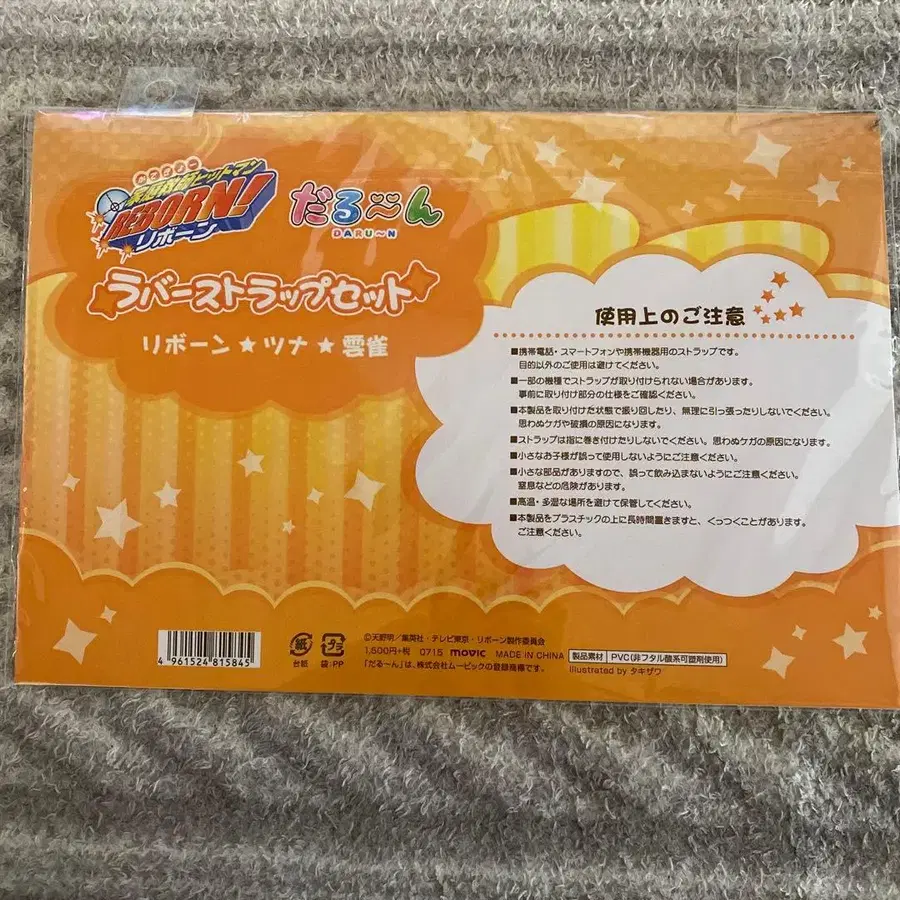 かてきょー
家庭教師ヒットマン
REBORN!
リボーン
だる〜ん
DARU〜N
ラバーストラップセット
リボーン★ツナ★雲雀
使用上のご注意
■携帯電話・スマートフォンや携帯機器用のストラップです。
目的以外のご使用は避けてください。
■一部の機種でストラップが取り付けられない場合があります。
事前に取り付け部分の仕様をご確認ください。
■本製品を取り付けた状態で振り回したり、無理に引っ張ったりしないでください。
思わぬケガや破損の原因になります。
■ストラップは指に巻き付けたりしないでください。思わぬケガの原因になります。
■小さなお子様が誤って使用しないようにご注意ください。
■小さな部品がありますので、誤って飲み込まないようにご注意ください。
窒息などの危険があります。
■高温・多湿な場所を避けて保管してください。
■本製品をプラスチックの上に長時間置きますと、くっつくことがあります。
ご注意ください。
4 961524 815845
紙
台紙
プラ
袋:PP
©天野明/集英社・テレビ東京・リボーン製作委員会
1,500円+税 0715 movic MADE IN CHINA
「だる〜ん」は、株式会社ムービックの登録商標です。
製品素材 PVC(非フタル酸系可塑剤使用)
Illustrated by タキザワ